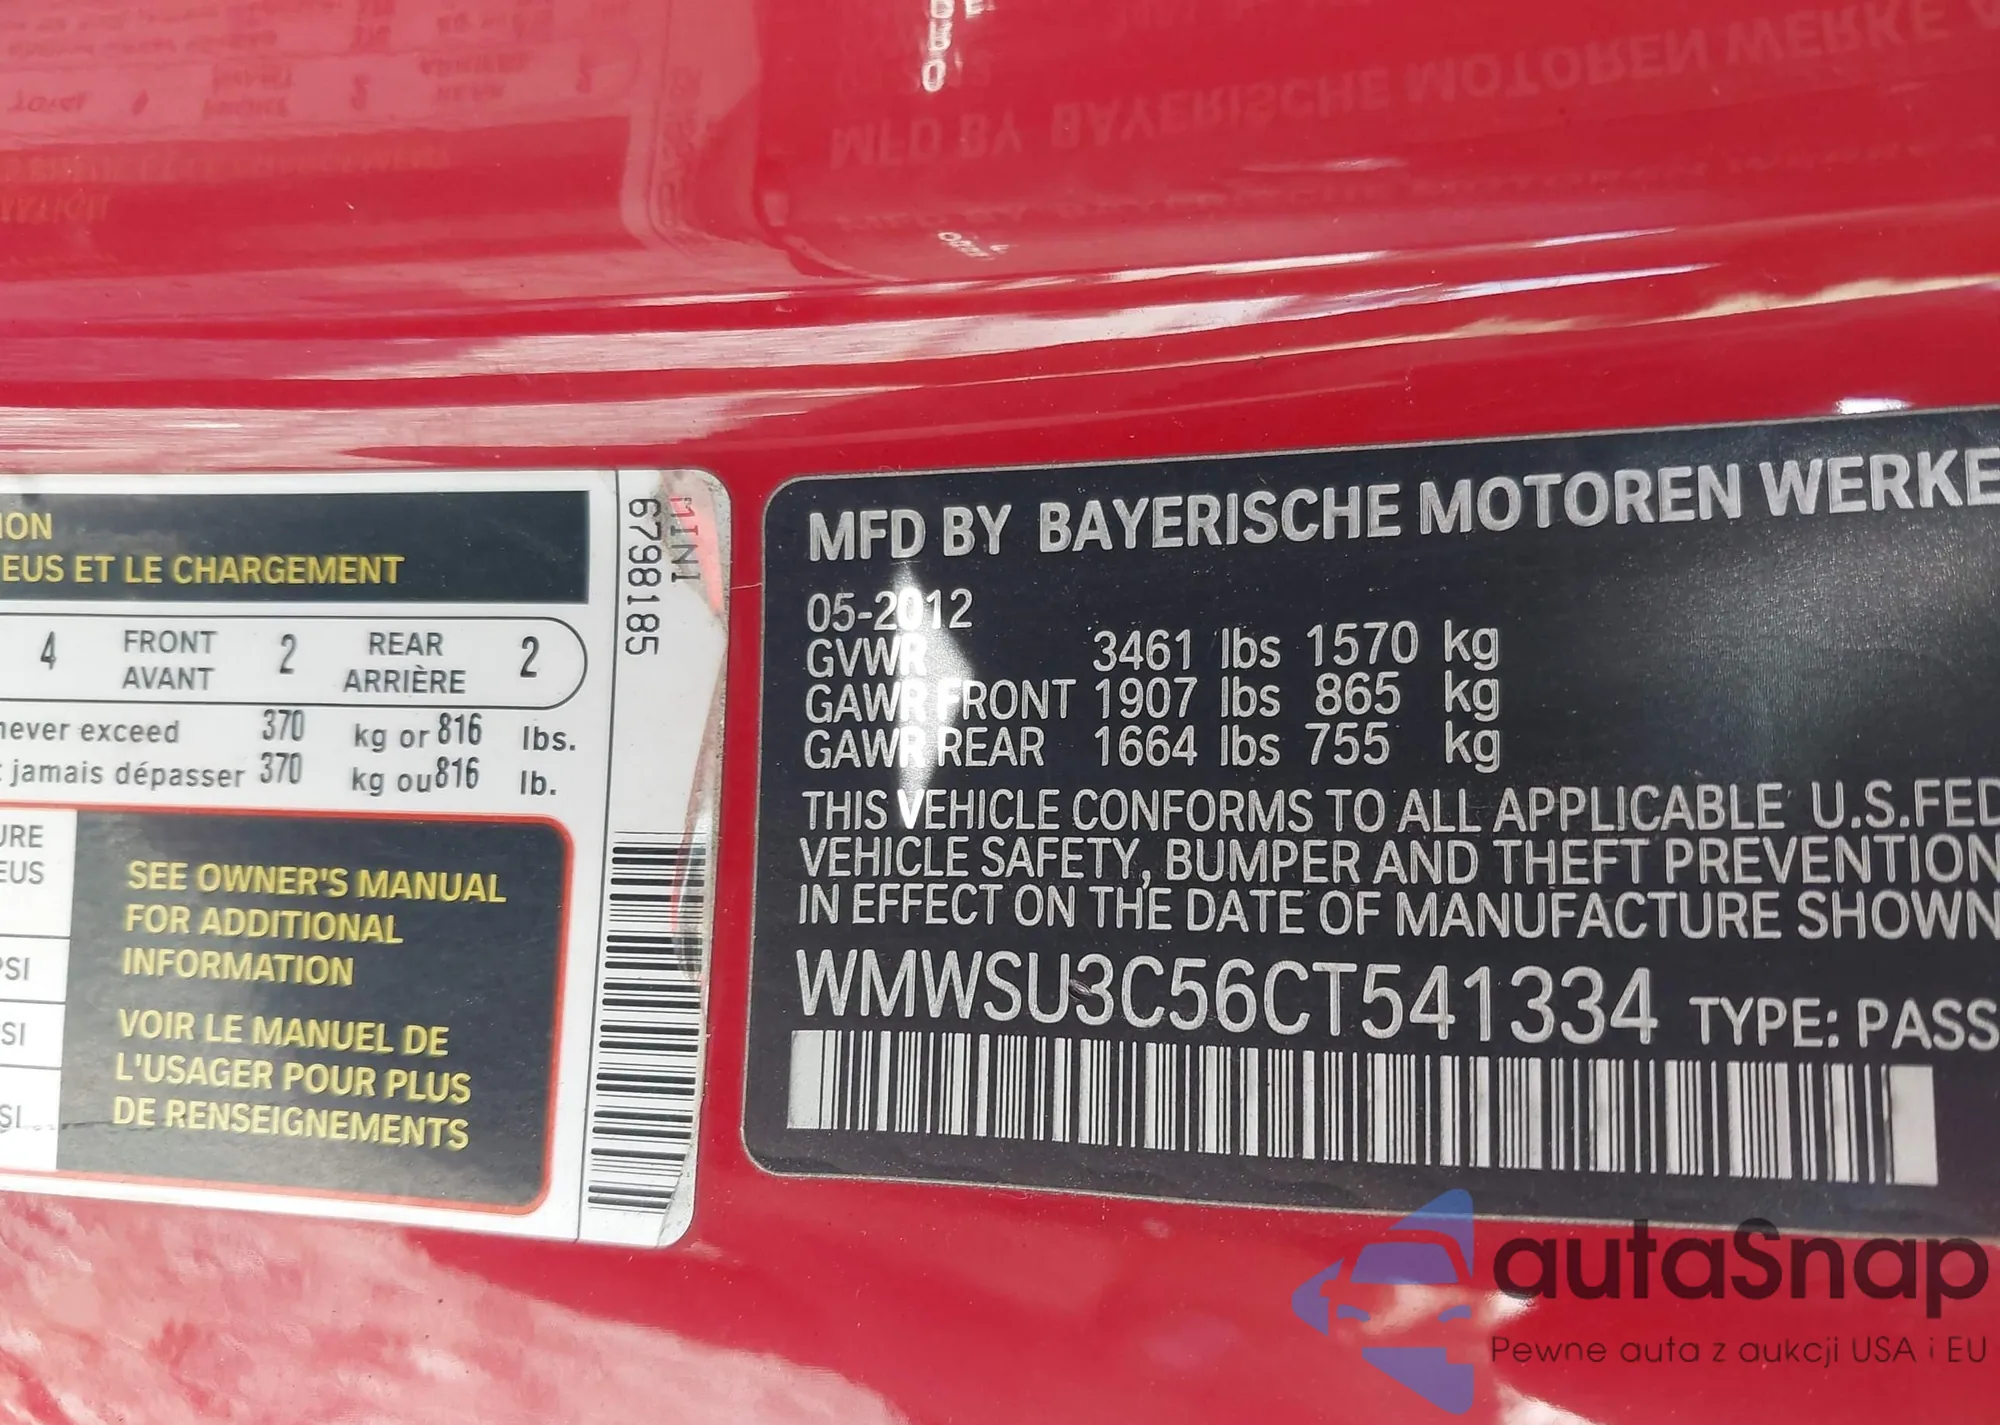 ION
EUS ET LE CHARGEMENT
4 FRONT 2 REAR 2
AVANT ARRIÈRE
never exceed 370 kg or 816 lbs.
jamais dépasser 370 kg ou 816 lb.
URE
EUS
PSI
SI
SI
SEE OWNER'S MANUAL
FOR ADDITIONAL
INFORMATION
VOIR LE MANUEL DE
L'USAGER POUR PLUS
DE RENSEIGNEMENTS
MINI
6798185
MFD BY BAYERISCHE MOTOREN WERKE
05-2012
GVWR 3461 lbs 1570 kg
GAWR FRONT 1907 lbs 865 kg
GAWR REAR 1664 lbs 755 kg
THIS VEHICLE CONFORMS TO ALL APPLICABLE U.S.FED
VEHICLE SAFETY, BUMPER AND THEFT PREVENTION
IN EFFECT ON THE DATE OF MANUFACTURE SHOWN
WMWSU3C56CT541334 TYPE: PASS
autaSnap
Pewne auta z aukcji USA i EU